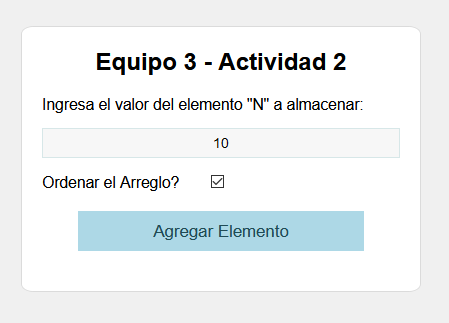 Equipo 3 - Actividad 2
Ingresa el valor del elemento "N" a almacenar:
10
Ordenar el Arreglo?
Agregar Elemento